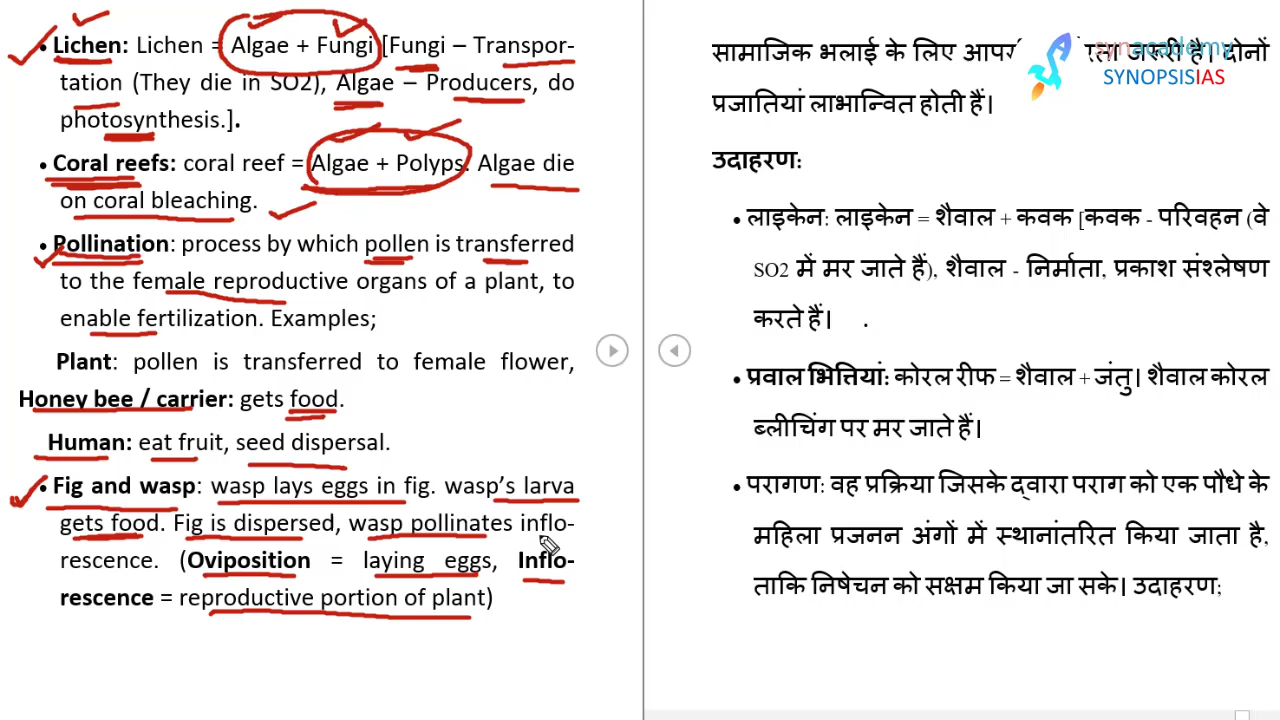 • Lichen: Lichen = Algae + Fungi [Fungi – Transpor-
tation (They die in SO2), Algae – Producers, do
photosynthesis.].
• Coral reefs: coral reef = Algae + Polyps. Algae die
on coral bleaching.
• Pollination: process by which pollen is transferred
to the female reproductive organs of a plant, to
enable fertilization. Examples;
Plant: pollen is transferred to female flower,
Honey bee / carrier: gets food.
Human: eat fruit, seed dispersal.
• Fig and wasp: wasp lays eggs in fig. wasp's larva
gets food. Fig is dispersed, wasp pollinates inflo-
rescence. (Oviposition = laying eggs, Inflo-
rescence = reproductive portion of plant)
सामाजिक भलाई के लिए जरूरी है। दोनों
प्रजातियां लाभान्वित होती हैं।
उदाहरण:
• लाइकेन: लाइकेन = शैवाल + कवक [कवक - परिवहन (वे
SO2 में मर जाते हैं), शैवाल - निर्माता, प्रकाश संश्लेषण
करते हैं। .
• प्रवाल भित्तियां: कोरल रीफ = शैवाल + जंतु। शैवाल कोरल
ब्लीचिंग पर मर जाते हैं।
• परागण: वह प्रक्रिया जिसके द्वारा पराग को एक पौधे के
महिला प्रजनन अंगों में स्थानांतरित किया जाता है,
ताकि निषेचन को सक्षम किया जा सके। उदाहरण;
synacademy
SYNOPSISIAS